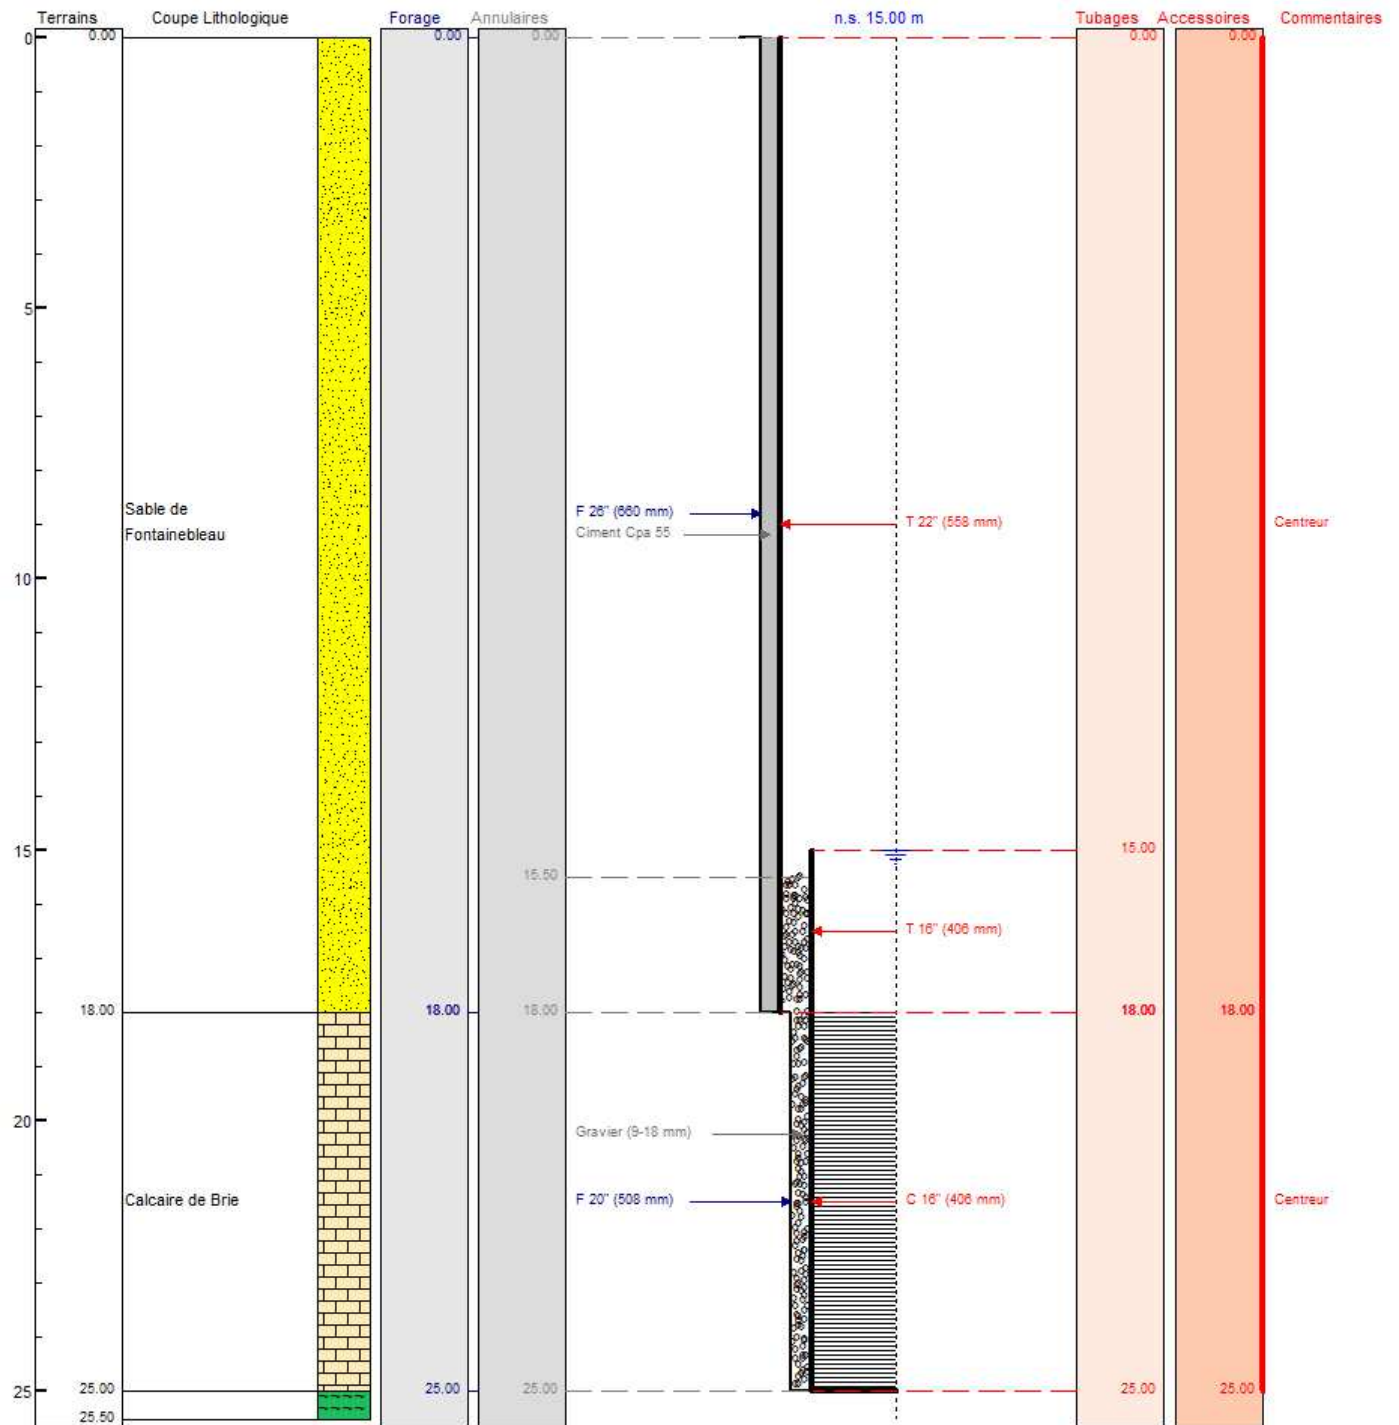 Terrains Coupe Lithologique Forage Annulaires n.s. 15.00 m Tubages Accessoires Commentaires
0 0.00 0.00 0.00 0.00 0.00
5
Sable de
Fontainebleau
F 26" (660 mm)
Ciment Cpa 55
T 22" (558 mm)
Centreur
10
15 15.00
15.50
T 16" (406 mm)
18.00 18.00 18.00 18.00 18.00
20
Gravier (9-18 mm)
Calcaire de Brie F 20" (508 mm) C 16" (406 mm) Centreur
25 25.00 25.00 25.00 25.00 25.00
25.50